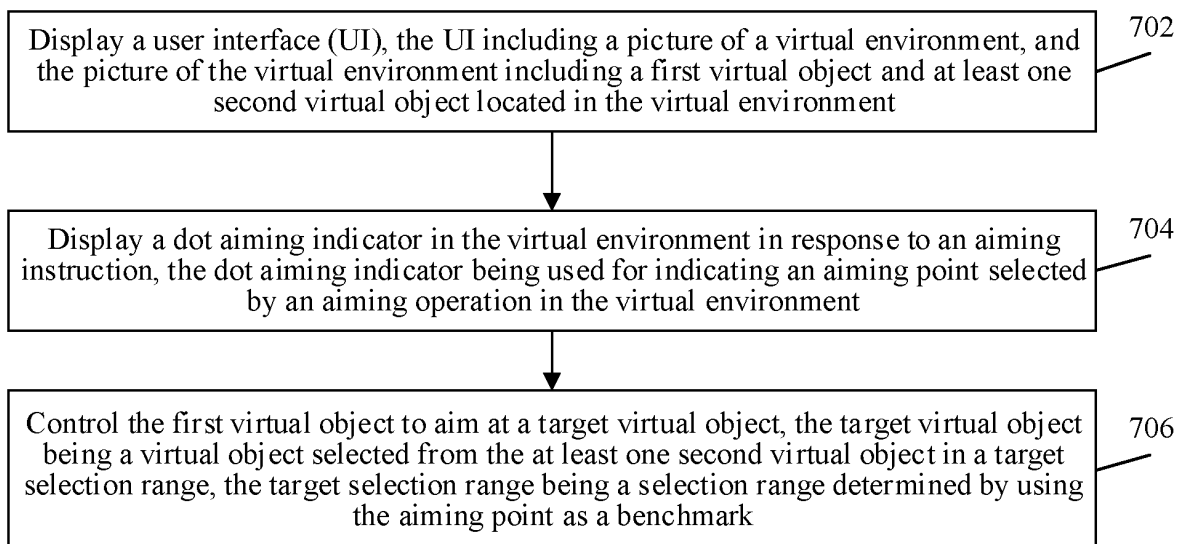 Display a user interface (UI), the UI including a picture of a virtual environment, and
the picture of the virtual environment including a first virtual object and at least one
second virtual object located in the virtual environment
702
Display a dot aiming indicator in the virtual environment in response to an aiming
instruction, the dot aiming indicator being used for indicating an aiming point selected
by an aiming operation in the virtual environment
704
Control the first virtual object to aim at a target virtual object, the target virtual object
being a virtual object selected from the at least one second virtual object in a target
selection range, the target selection range being a selection range determined by using
the aiming point as a benchmark
706